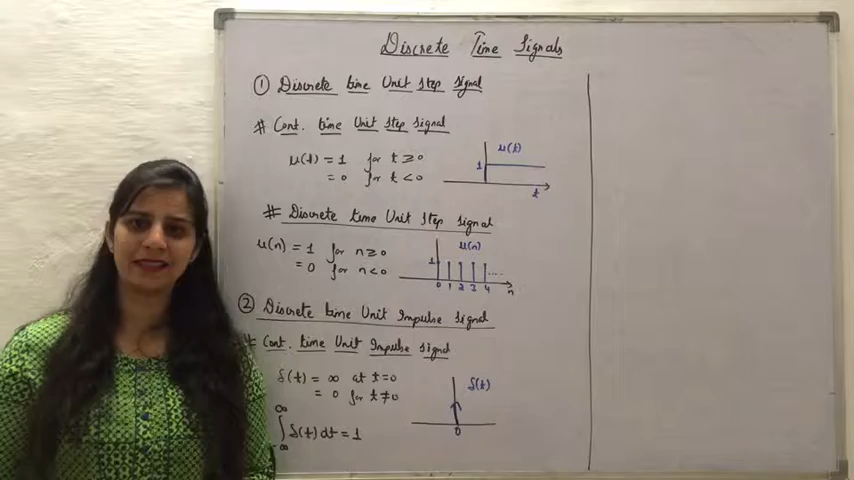 Discrete Time Signals
① Discrete time Unit Step Signal
# Cont. time Unit Step Signal
u(t) = 1 for t ≥ 0
= 0 for t < 0
u(t)
1
t
# Discrete time Unit Step Signal
u(n) = 1 for n ≥ 0
= 0 for n < 0
u(n)
1
0 1 2 3 4 ....
n
② Discrete time Unit Impulse Signal
# Cont. time Unit Impulse Signal
δ(t) = ∞ at t = 0
= 0 for t ≠ 0
δ(t)
0
∫_{-∞}^{∞} δ(t) dt = 1